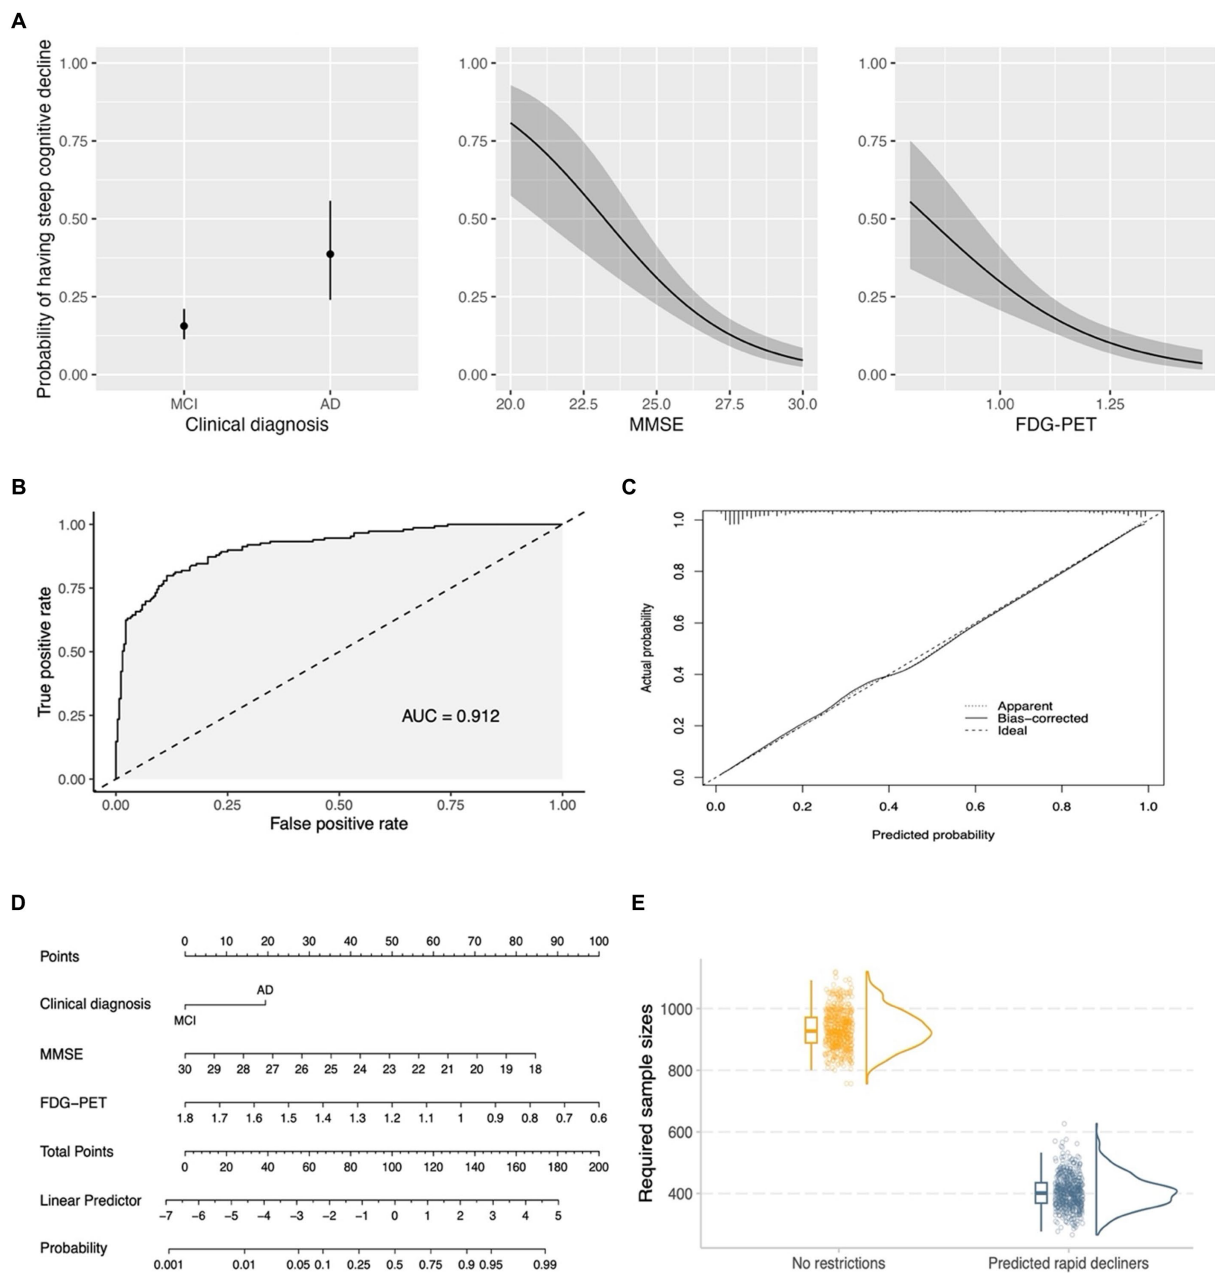 A
Probability of having steep cognitive decline
1.00
0.75
0.50
0.25
0.00
MCI AD
Clinical diagnosis
1.00
0.75
0.50
0.25
0.00
20.0 22.5 25.0 27.5 30.0
MMSE
1.00
0.75
0.50
0.25
0.00
1.00 1.25
FDG-PET
B
True positive rate
1.00
0.75
0.50
0.25
0.00
AUC = 0.912
0.00 0.25 0.50 0.75 1.00
False positive rate
C
Actual probability
1.0
0.8
0.6
0.4
0.2
0.0
Apparent
Bias-corrected
Ideal
0.0 0.2 0.4 0.6 0.8 1.0
Predicted probability
D
0 10 20 30 40 50 60 70 80 90 100
Points
AD
Clinical diagnosis
MCI
MMSE
30 29 28 27 26 25 24 23 22 21 20 19 18
FDG-PET
1.8 1.7 1.6 1.5 1.4 1.3 1.2 1.1 1 0.9 0.8 0.7 0.6
Total Points
0 20 40 60 80 100 120 140 160 180 200
Linear Predictor
-7 -6 -5 -4 -3 -2 -1 0 1 2 3 4 5
Probability
0.001 0.01 0.05 0.1 0.25 0.5 0.75 0.9 0.95 0.99
E
Required sample sizes
1000
800
600
400
No restrictions Predicted rapid decliners